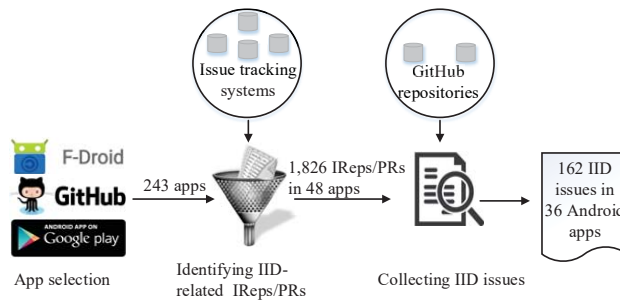 Issue tracking
systems
GitHub
repositories
F-Droid
GitHub
ANDROID APP ON
Google play
243 apps
1,826 IReps/PRs
in 48 apps
162 IID
issues in
36 Android
apps
App selection
Identifying IID-
related IReps/PRs
Collecting IID issues